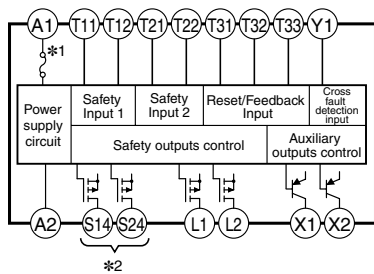 A1 T11 T12 T21 T22 T31 T32 T33 Y1
*1
Power
supply
circuit
Safety
Input 1
Safety
Input 2
Reset/Feedback
Input
Cross
fault
detection
input
Safety outputs control
Auxiliary
outputs control
A2 S14 S24 L1 L2 X1 X2
*2